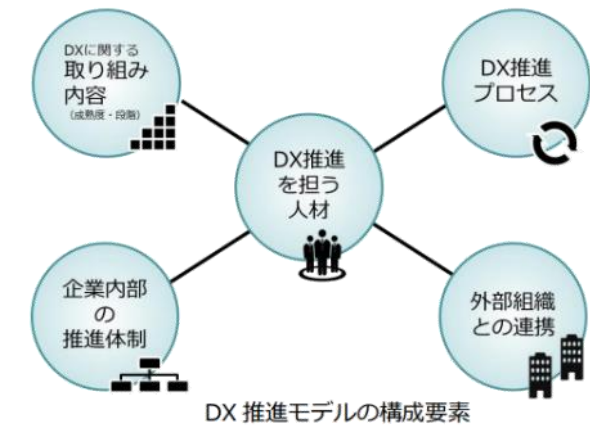 DXに関する
取り組み
内容
(成熟度・段階)
DX推進
プロセス
DX推進
を担う
人材
企業内部
の
推進体制
外部組織
との連携
DX 推進モデルの構成要素